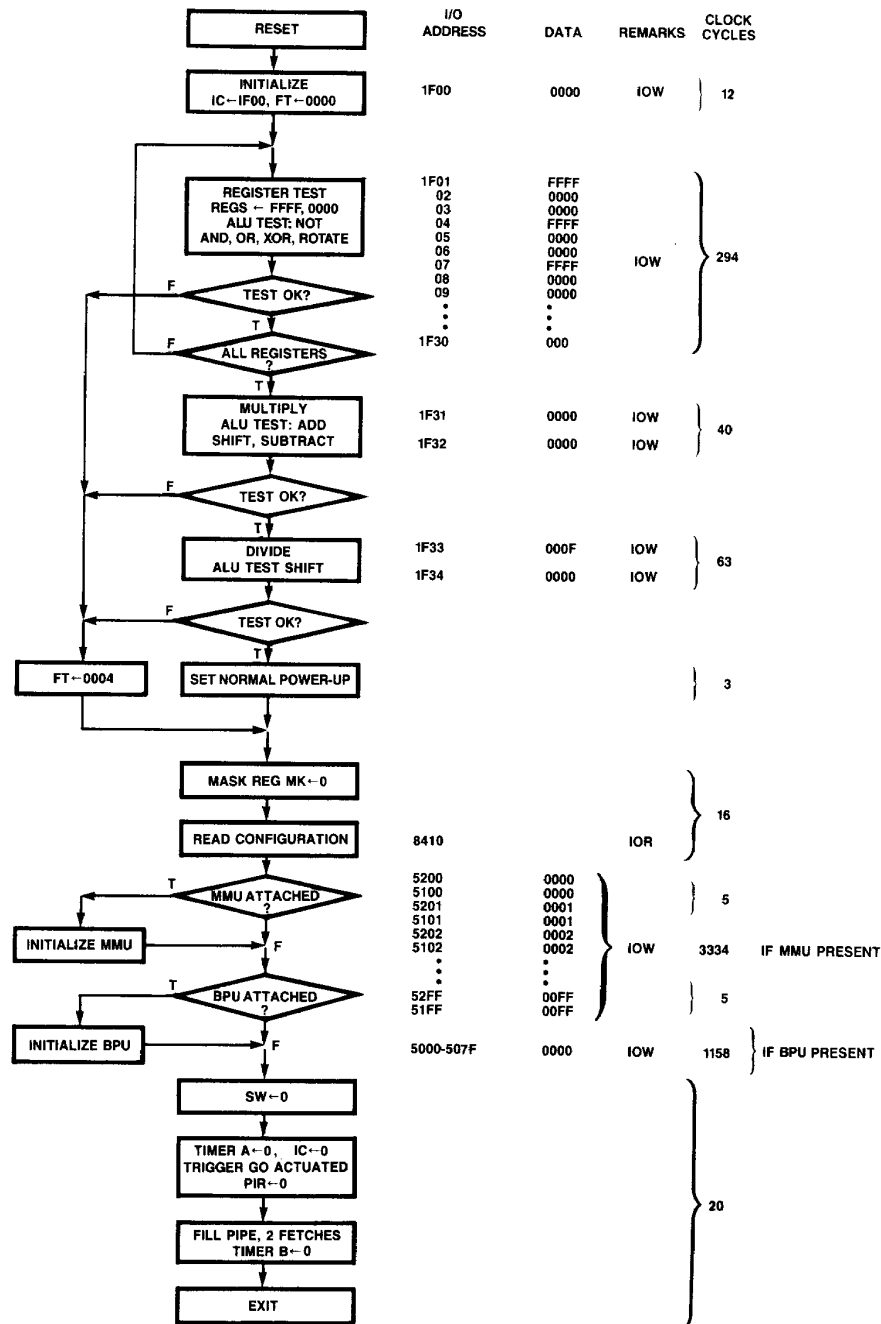 I/O
ADDRESS DATA REMARKS CLOCK
CYCLES
RESET
INITIALIZE
IC←IF00, FT←0000
1F00 0000 IOW 12
REGISTER TEST
REGS ← FFFF, 0000
ALU TEST: NOT
AND, OR, XOR, ROTATE
1F01 FFFF
02 0000
03 0000
04 FFFF
05 0000
06 0000
07 FFFF
08 0000
09 0000
1F30 000
IOW 294
F TEST OK?
T
F ALL REGISTERS
?
T
MULTIPLY
ALU TEST: ADD
SHIFT, SUBTRACT
1F31 0000 IOW
1F32 0000 IOW
40
F TEST OK?
T
DIVIDE
ALU TEST SHIFT
1F33 000F IOW
1F34 0000 IOW
63
F TEST OK?
T
FT←0004 SET NORMAL POWER-UP 3
MASK REG MK←0
16
READ CONFIGURATION 8410 IOR
T MMU ATTACHED
?
F
INITIALIZE MMU
5200 0000
5100 0000
5201 0001
5101 0001
5202 0002
5102 0002
52FF 00FF
51FF 00FF
IOW
5
3334 IF MMU PRESENT
5
T BPU ATTACHED
?
F
INITIALIZE BPU
5000-507F 0000 IOW 1158 IF BPU PRESENT
SW←0
TIMER A←0, IC←0
TRIGGER GO ACTUATED
PIR←0
20
FILL PIPE, 2 FETCHES
TIMER B←0
EXIT